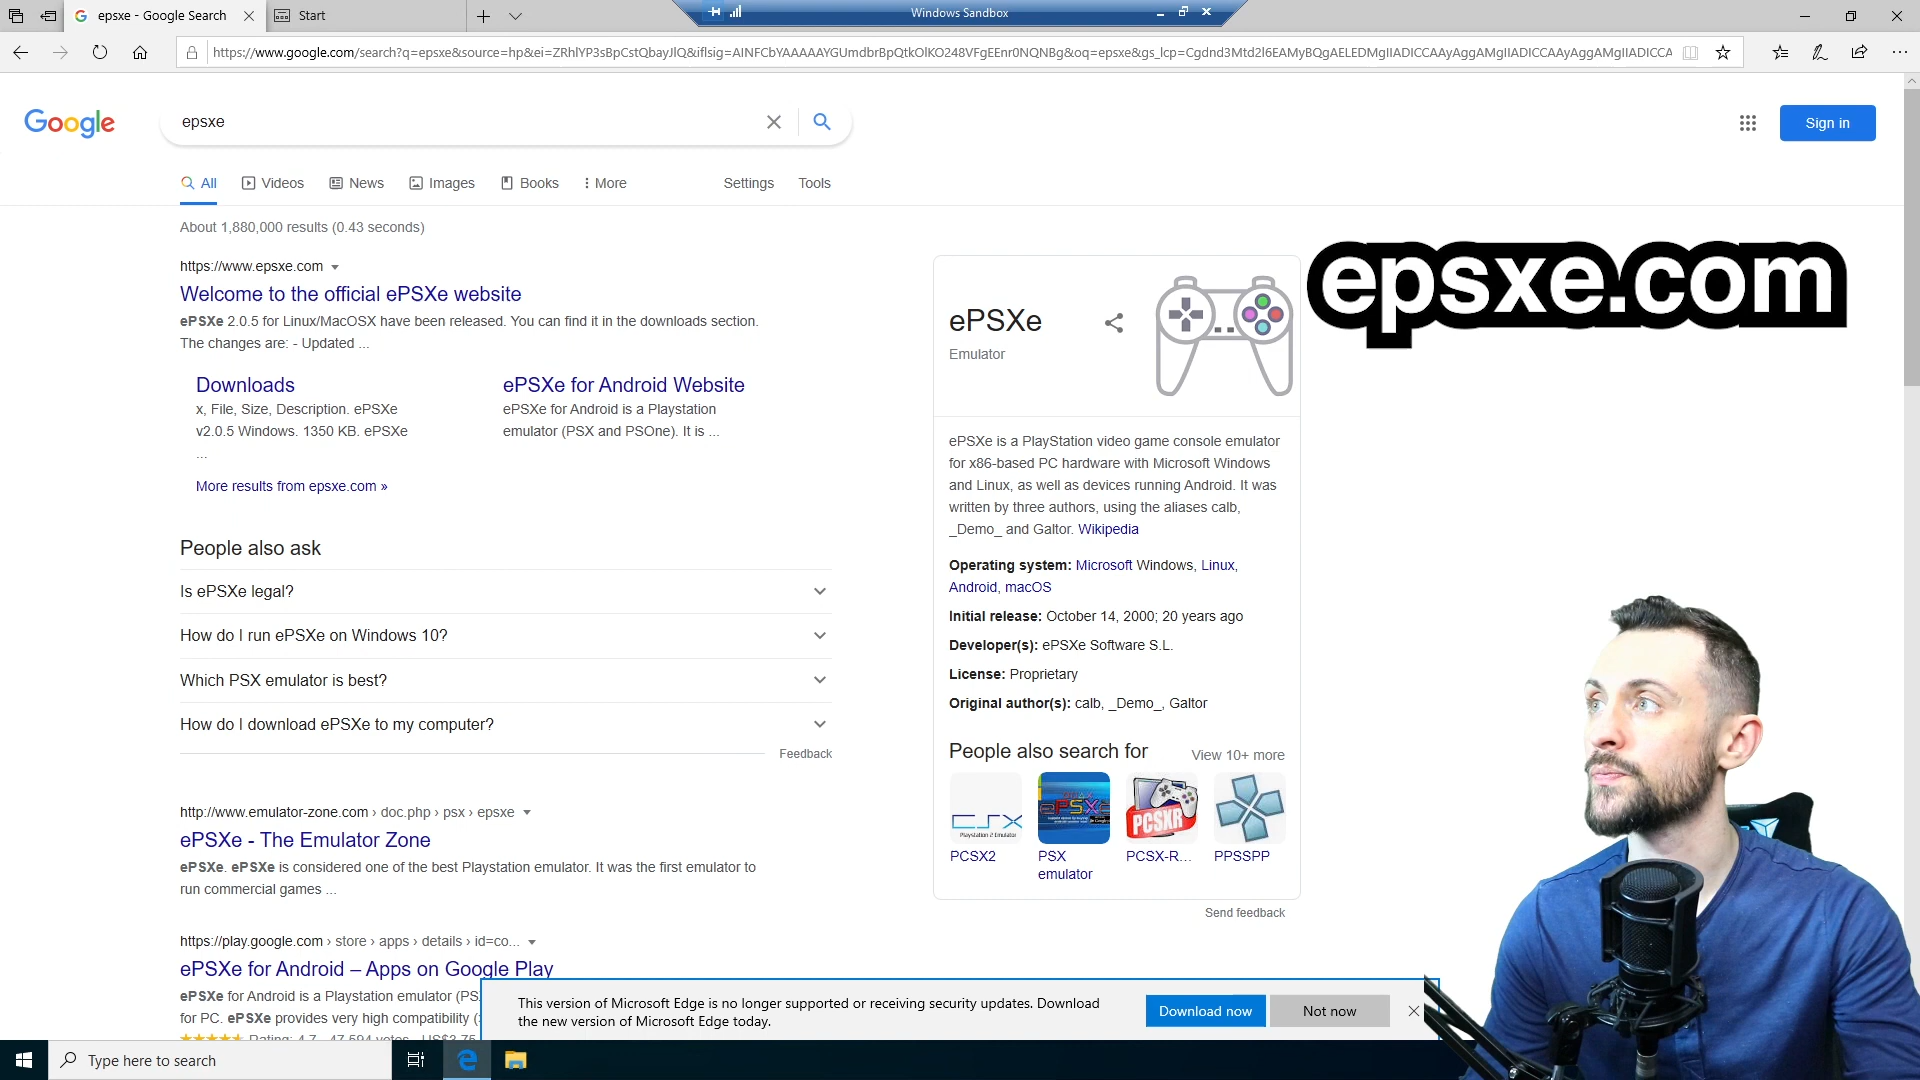 epsxe - Google Search
Start
Windows Sandbox
https://www.google.com/search?q=epsxe&source=hp&ei=ZRhlYP3sBpCstQbayJlQ&iflsig=AINFCbYAAAAAYGUmdbrBpQtkOlKO248VFgEEnr0NQNBg&oq=epsxe&gs_lcp=Cgdnd3Mtd2l6EAMyBQgAELEDMgIIADICCAAyAggAMgIIADICCAAyAggAMgIIADICCA
Google
epsxe
Sign in
All
Videos
News
Images
Books
More
Settings
Tools
About 1,880,000 results (0.43 seconds)
https://www.epsxe.com
Welcome to the official ePSXe website
ePSXe 2.0.5 for Linux/MacOSX have been released. You can find it in the downloads section.
The changes are: - Updated ...
Downloads
x, File, Size, Description. ePSXe
v2.0.5 Windows. 1350 KB. ePSXe
...
ePSXe for Android Website
ePSXe for Android is a Playstation
emulator (PSX and PSOne). It is ...
More results from epsxe.com »
People also ask
Is ePSXe legal?
How do I run ePSXe on Windows 10?
Which PSX emulator is best?
How do I download ePSXe to my computer?
Feedback
http://www.emulator-zone.com › doc.php › psx › epsxe
ePSXe - The Emulator Zone
ePSXe. ePSXe is considered one of the best Playstation emulator. It was the first emulator to
run commercial games ...
https://play.google.com › store › apps › details › id=co...
ePSXe for Android – Apps on Google Play
ePSXe for Android is a Playstation emulator (PS
for PC. ePSXe provides very high compatibility (
Rating: 4.7 - 47,594 votes - US$3.75
ePSXe
Emulator
ePSXe is a PlayStation video game console emulator
for x86-based PC hardware with Microsoft Windows
and Linux, as well as devices running Android. It was
written by three authors, using the aliases calb,
_Demo_ and Galtor. Wikipedia
Operating system: Microsoft Windows, Linux,
Android, macOS
Initial release: October 14, 2000; 20 years ago
Developer(s): ePSXe Software S.L.
License: Proprietary
Original author(s): calb, _Demo_, Galtor
People also search for
View 10+ more
CSX
Playstation 2 Emulator
ePSXe
PCSXR
PCSX2
PSX
emulator
PCSX-R...
PPSSPP
Send feedback
epsxe.com
This version of Microsoft Edge is no longer supported or receiving security updates. Download
the new version of Microsoft Edge today.
Download now
Not now
Type here to search